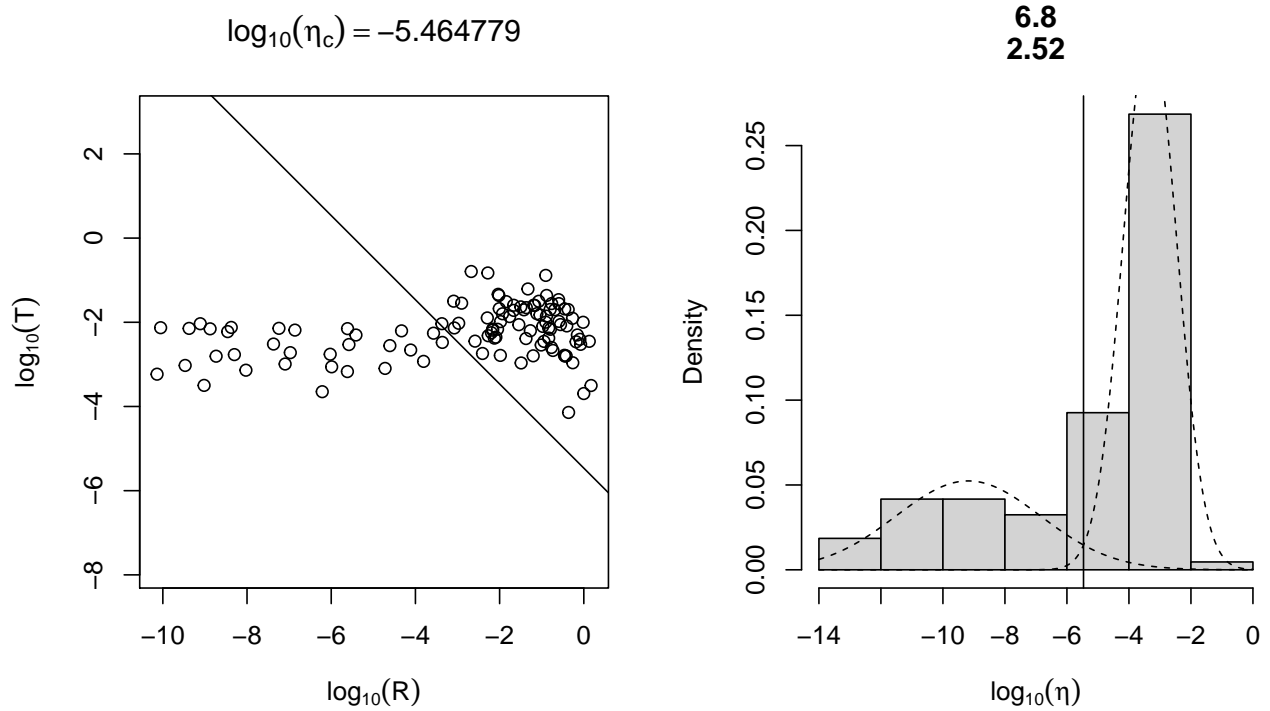 log₁₀(η_c) = −5.464779
2
0
−2
−4
−6
−8
log₁₀(T)
−10 −8 −6 −4 −2 0
log₁₀(R)
6.8
2.52
0.25
0.20
0.15
0.10
0.05
0.00
Density
−14 −10 −8 −6 −4 −2 0
log₁₀(η)